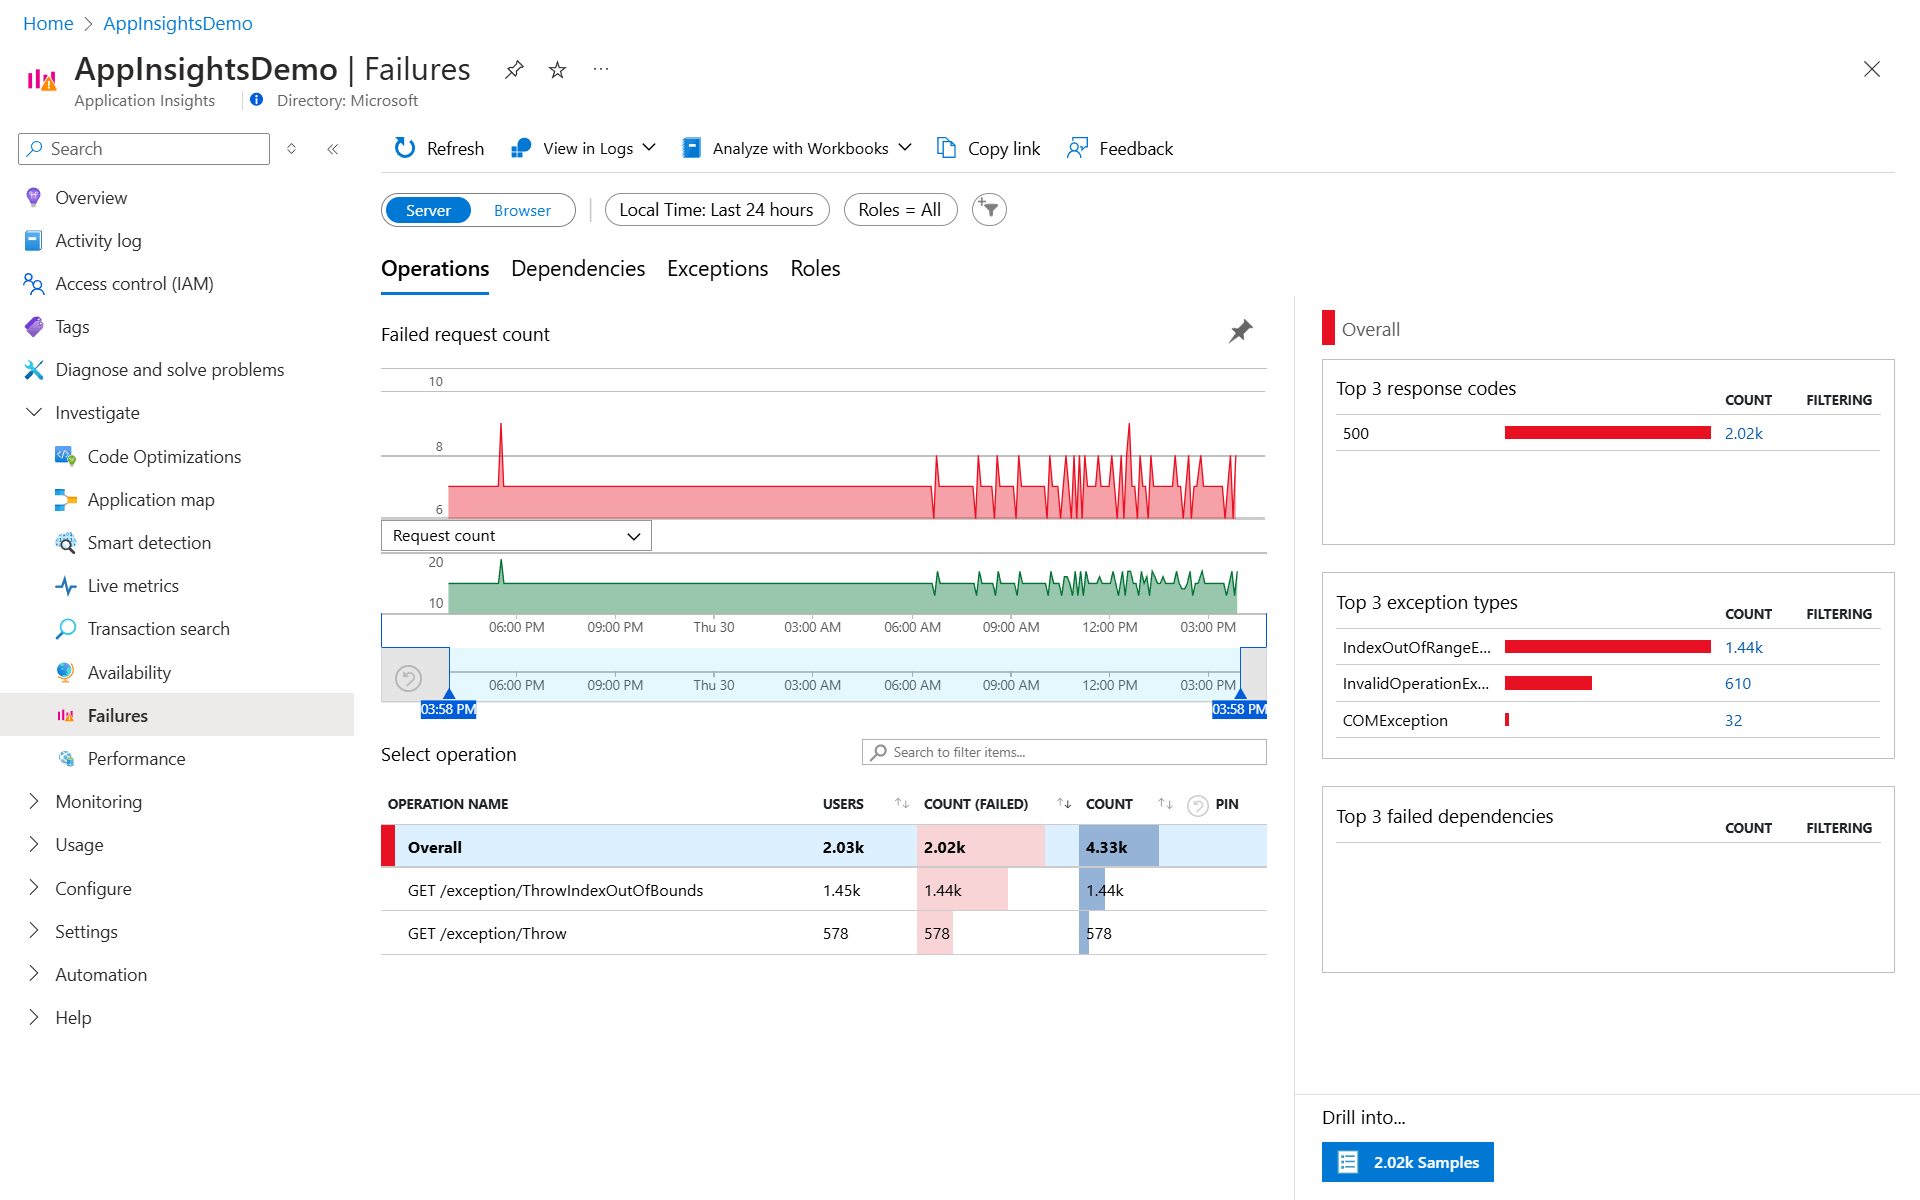 Home > AppInsightsDemo
AppInsightsDemo | Failures
Application Insights
Directory: Microsoft
Search
Overview
Activity log
Access control (IAM)
Tags
Diagnose and solve problems
Investigate
Code Optimizations
Application map
Smart detection
Live metrics
Transaction search
Availability
Failures
Performance
Monitoring
Usage
Configure
Settings
Automation
Help
Refresh
View in Logs
Analyze with Workbooks
Copy link
Feedback
Server
Browser
Local Time: Last 24 hours
Roles = All
Operations
Dependencies
Exceptions
Roles
Failed request count
10
8
6
Request count
20
10
06:00 PM 09:00 PM Thu 30 03:00 AM 06:00 AM 09:00 AM 12:00 PM 03:00 PM
06:00 PM 09:00 PM Thu 30 03:00 AM 06:00 AM 09:00 AM 12:00 PM 03:00 PM
03:58 PM 03:58 PM
Select operation
Search to filter items...
OPERATION NAME USERS COUNT (FAILED) COUNT PIN
Overall 2.03k 2.02k 4.33k
GET /exception/ThrowIndexOutOfBounds 1.45k 1.44k 1.44k
GET /exception/Throw 578 578 578
Overall
Top 3 response codes
COUNT FILTERING
500 2.02k
Top 3 exception types
COUNT FILTERING
IndexOutOfRangeE... 1.44k
InvalidOperationEx... 610
COMException 32
Top 3 failed dependencies
COUNT FILTERING
Drill into...
2.02k Samples